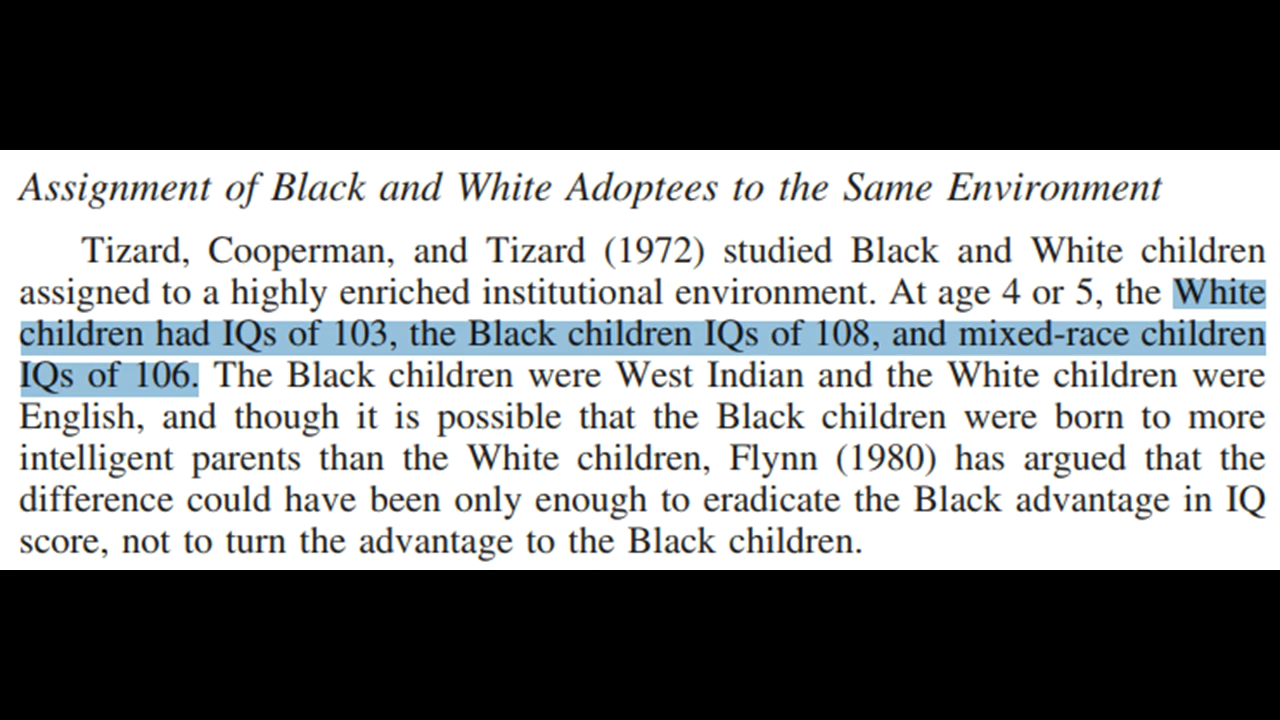 Assignment of Black and White Adoptees to the Same Environment
Tizard, Cooperman, and Tizard (1972) studied Black and White children
assigned to a highly enriched institutional environment. At age 4 or 5, the White
children had IQs of 103, the Black children IQs of 108, and mixed-race children
IQs of 106. The Black children were West Indian and the White children were
English, and though it is possible that the Black children were born to more
intelligent parents than the White children, Flynn (1980) has argued that the
difference could have been only enough to eradicate the Black advantage in IQ
score, not to turn the advantage to the Black children.